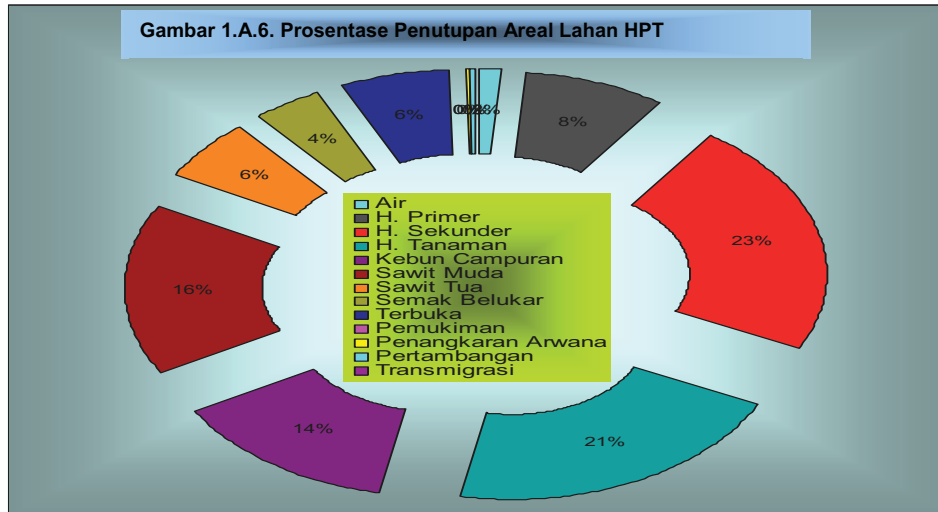 Gambar 1.A.6. Prosentase Penutupan Areal Lahan HPT
6%
8%
4%
6%
23%
16%
14%
21%
Air
H. Primer
H. Sekunder
H. Tanaman
Kebun Campuran
Sawit Muda
Sawit Tua
Semak Belukar
Terbuka
Pemukiman
Penangkaran Arwana
Pertambangan
Transmigrasi